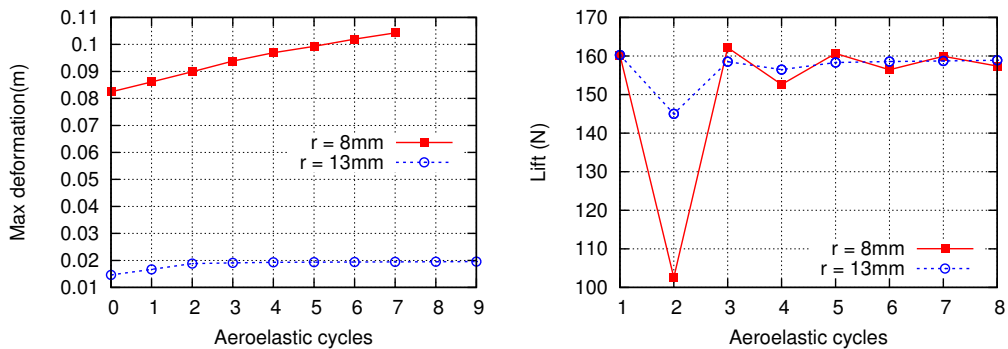 0.11
0.1
0.09
0.08
0.07
0.06
0.05
0.04
0.03
0.02
0.01
0 1 2 3 4 5 6 7 8 9
Max deformation(m)
Aeroelastic cycles
r = 8mm
r = 13mm
170
160
150
140
130
120
110
100
1 2 3 4 5 6 7 8
Lift (N)
Aeroelastic cycles
r = 8mm
r = 13mm